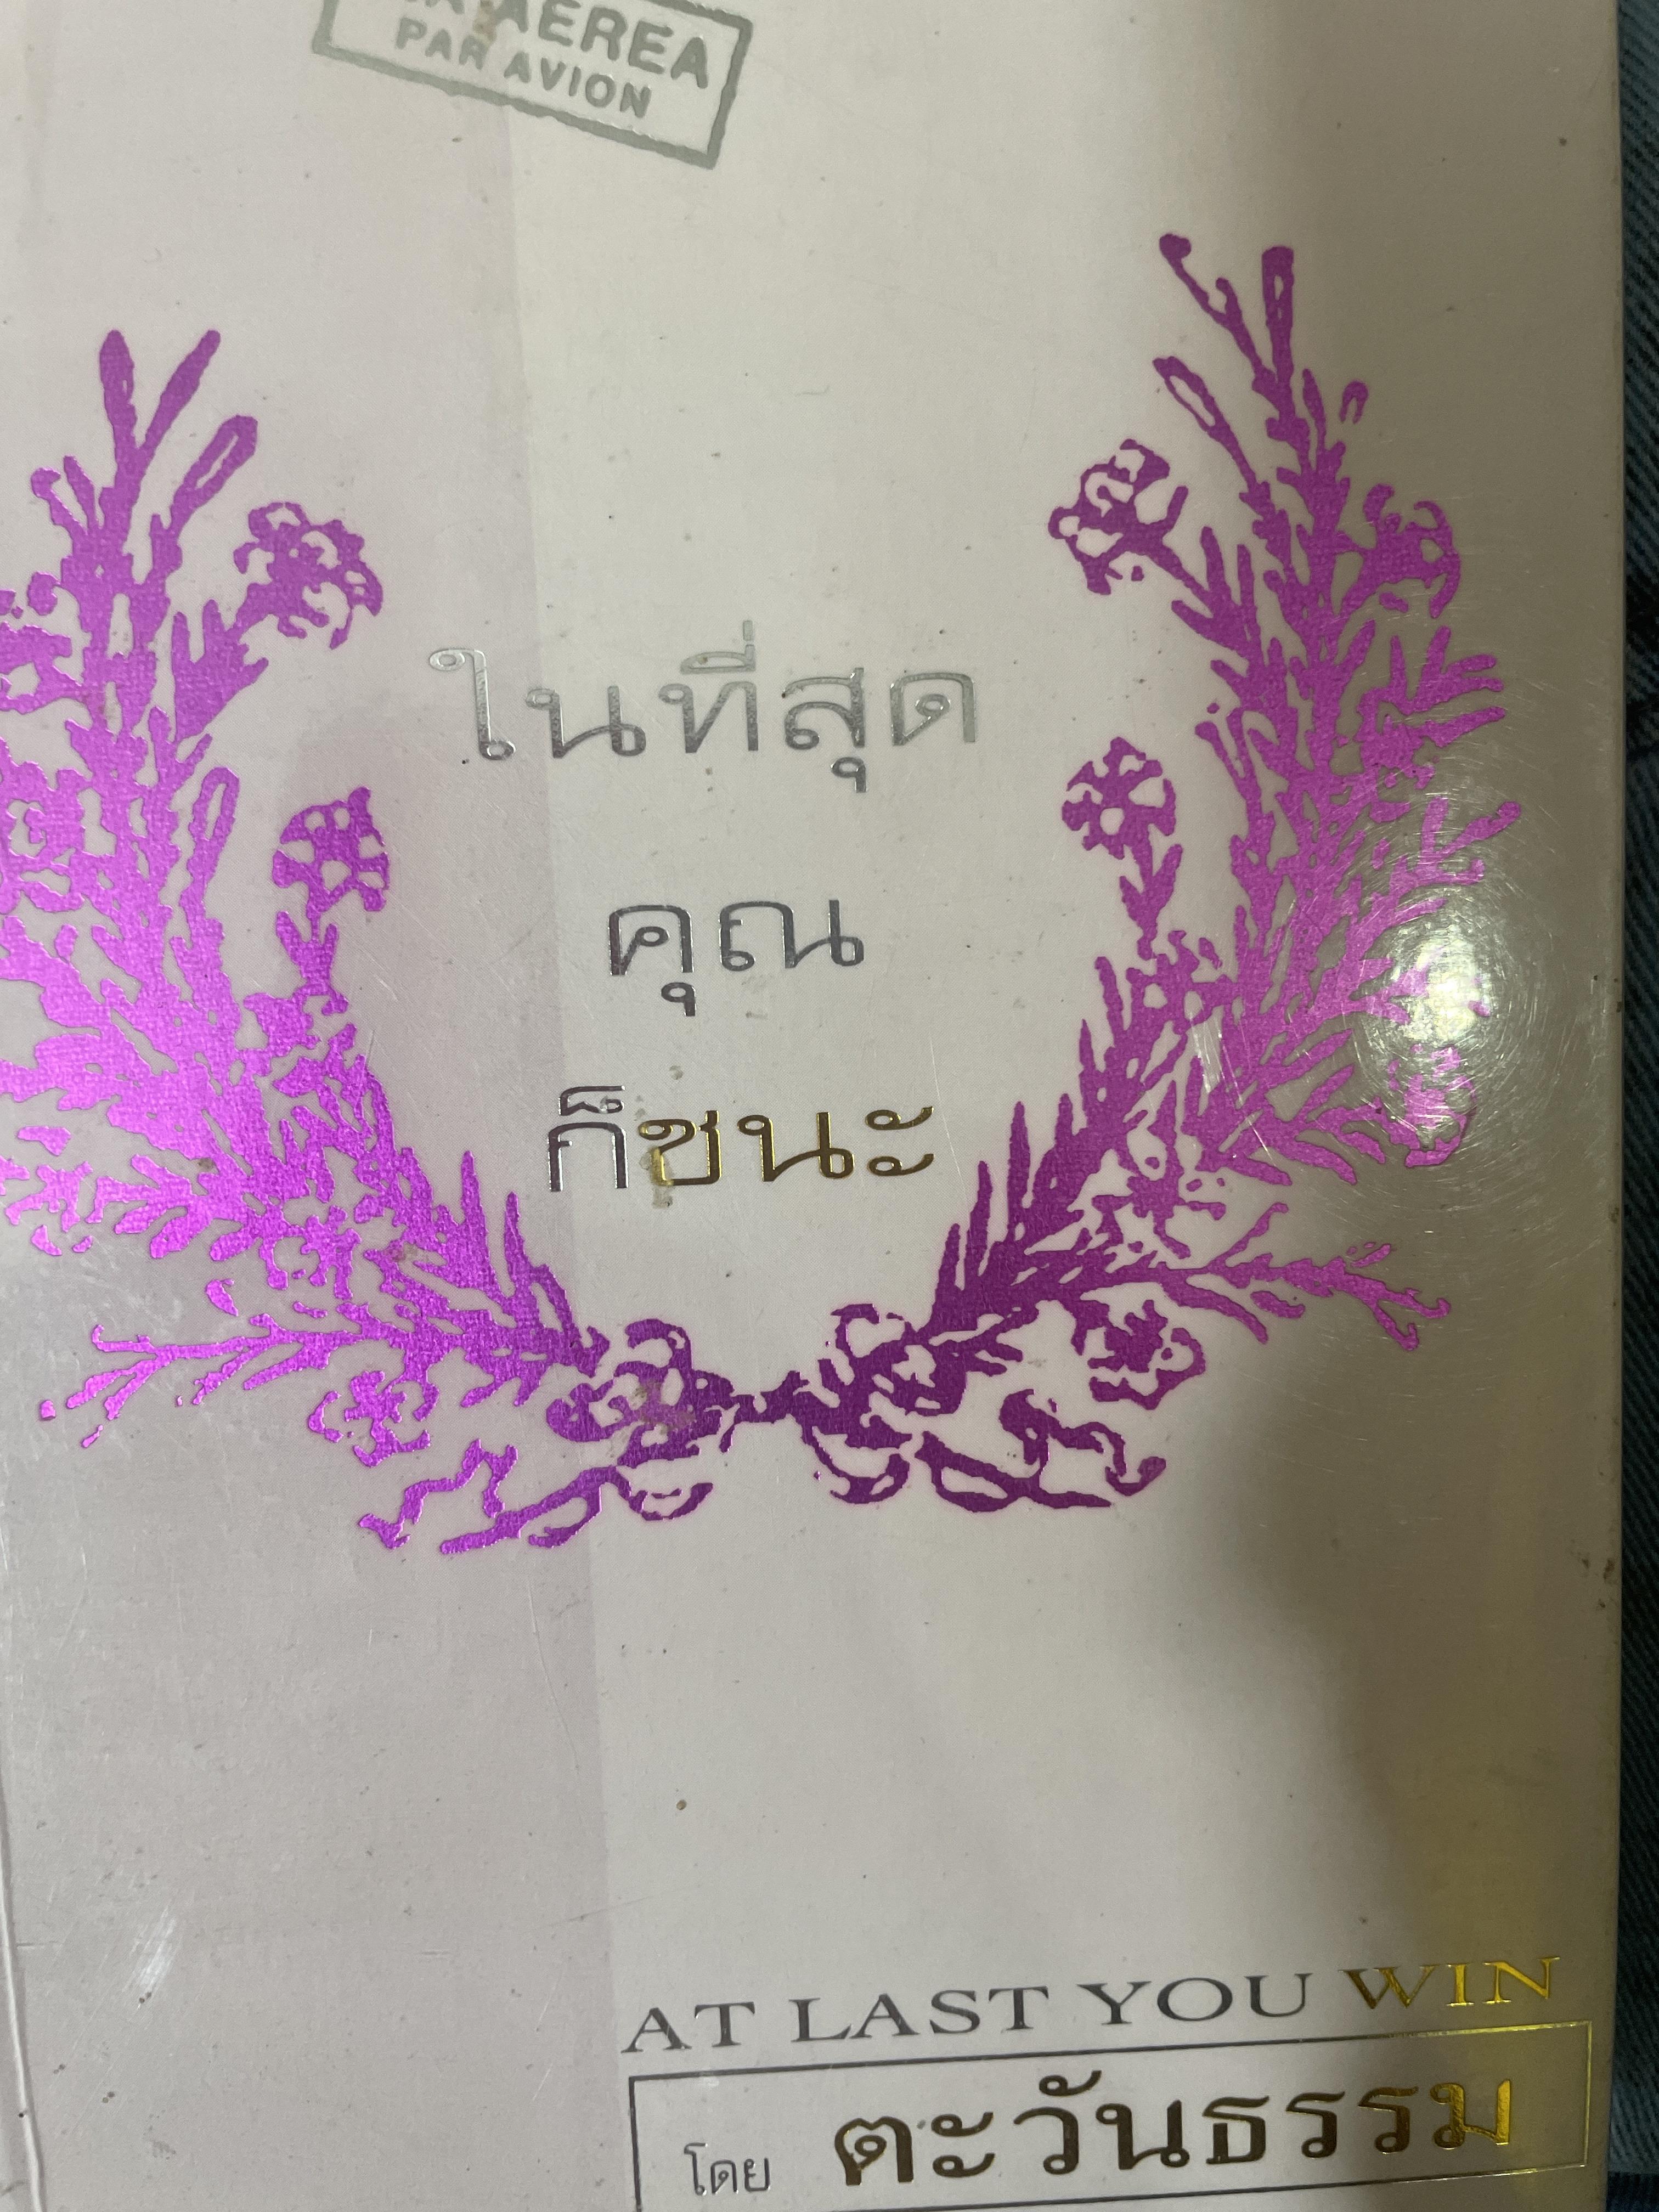 AEREA
PAR AVION
ในที่สุด
คุณ
ก็ชนะ
AT LAST YOU WIN
โดย ตะวันธรรม